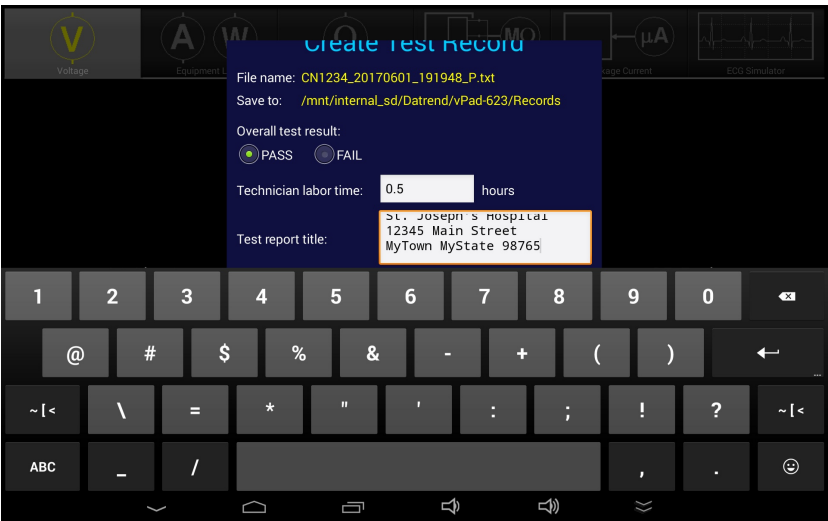 V
A
W
Ω
MΩ
µA
Voltage
Equipment L
kage Current
ECG Simulator
Create Test Record
File name: CN1234_20170601_191948_P.txt
Save to: /mnt/internal_sd/Datrend/vPad-623/Records
Overall test result:
PASS FAIL
Technician labor time: 0.5 hours
St. Joseph's Hospital
12345 Main Street
Test report title: MyTown MyState 98765
1 2 3 4 5 6 7 8 9 0
@ # $ % & - + ( )
...
~ [ < \ = * " ' : ; ! ? ~ [ <
ABC _ / , .